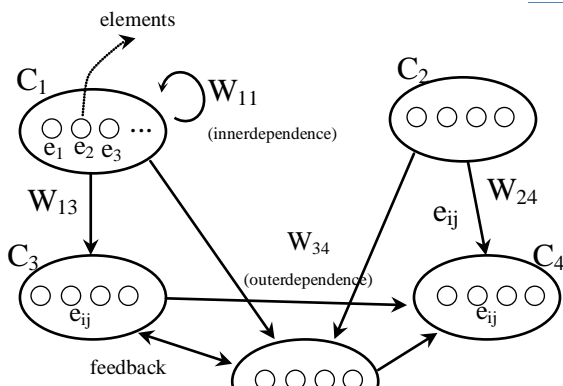 elements
C1
C2
W11
(innerdependence)
e1 e2 e3 ...
W13
W24
eij
W34
C3
(outerdependence)
C4
eij
eij
feedback